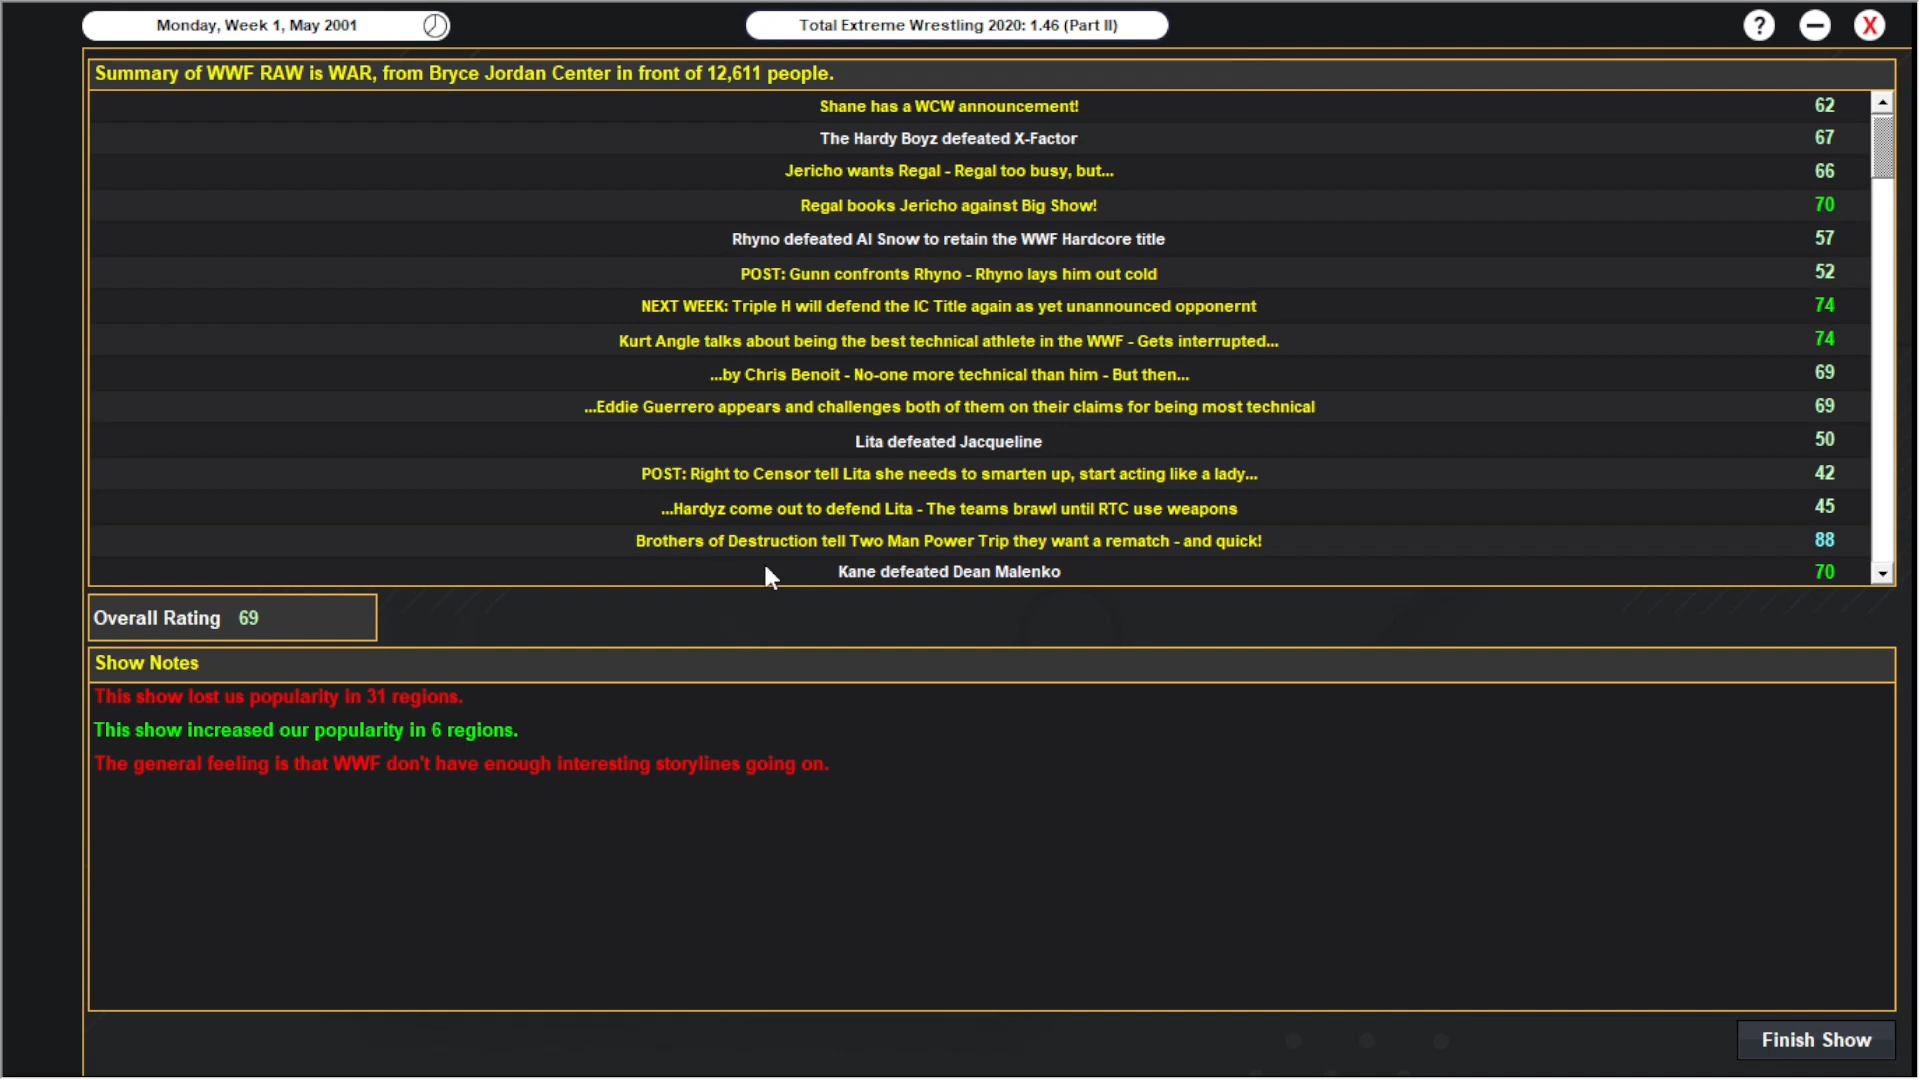 Monday, Week 1, May 2001
Total Extreme Wrestling 2020: 1.46 (Part II)
?
X
Summary of WWF RAW is WAR, from Bryce Jordan Center in front of 12,611 people.
Shane has a WCW announcement! 62
The Hardy Boyz defeated X-Factor 67
Jericho wants Regal - Regal too busy, but... 66
Regal books Jericho against Big Show! 70
Rhyno defeated Al Snow to retain the WWF Hardcore title 57
POST: Gunn confronts Rhyno - Rhyno lays him out cold 52
NEXT WEEK: Triple H will defend the IC Title again as yet unannounced opponernt 74
Kurt Angle talks about being the best technical athlete in the WWF - Gets interrupted... 74
...by Chris Benoit - No-one more technical than him - But then... 69
...Eddie Guerrero appears and challenges both of them on their claims for being most technical 69
Lita defeated Jacqueline 50
POST: Right to Censor tell Lita she needs to smarten up, start acting like a lady... 42
...Hardyz come out to defend Lita - The teams brawl until RTC use weapons 45
Brothers of Destruction tell Two Man Power Trip they want a rematch - and quick! 88
Kane defeated Dean Malenko 70
Overall Rating 69
Show Notes
This show lost us popularity in 31 regions.
This show increased our popularity in 6 regions.
The general feeling is that WWF don't have enough interesting storylines going on.
Finish Show